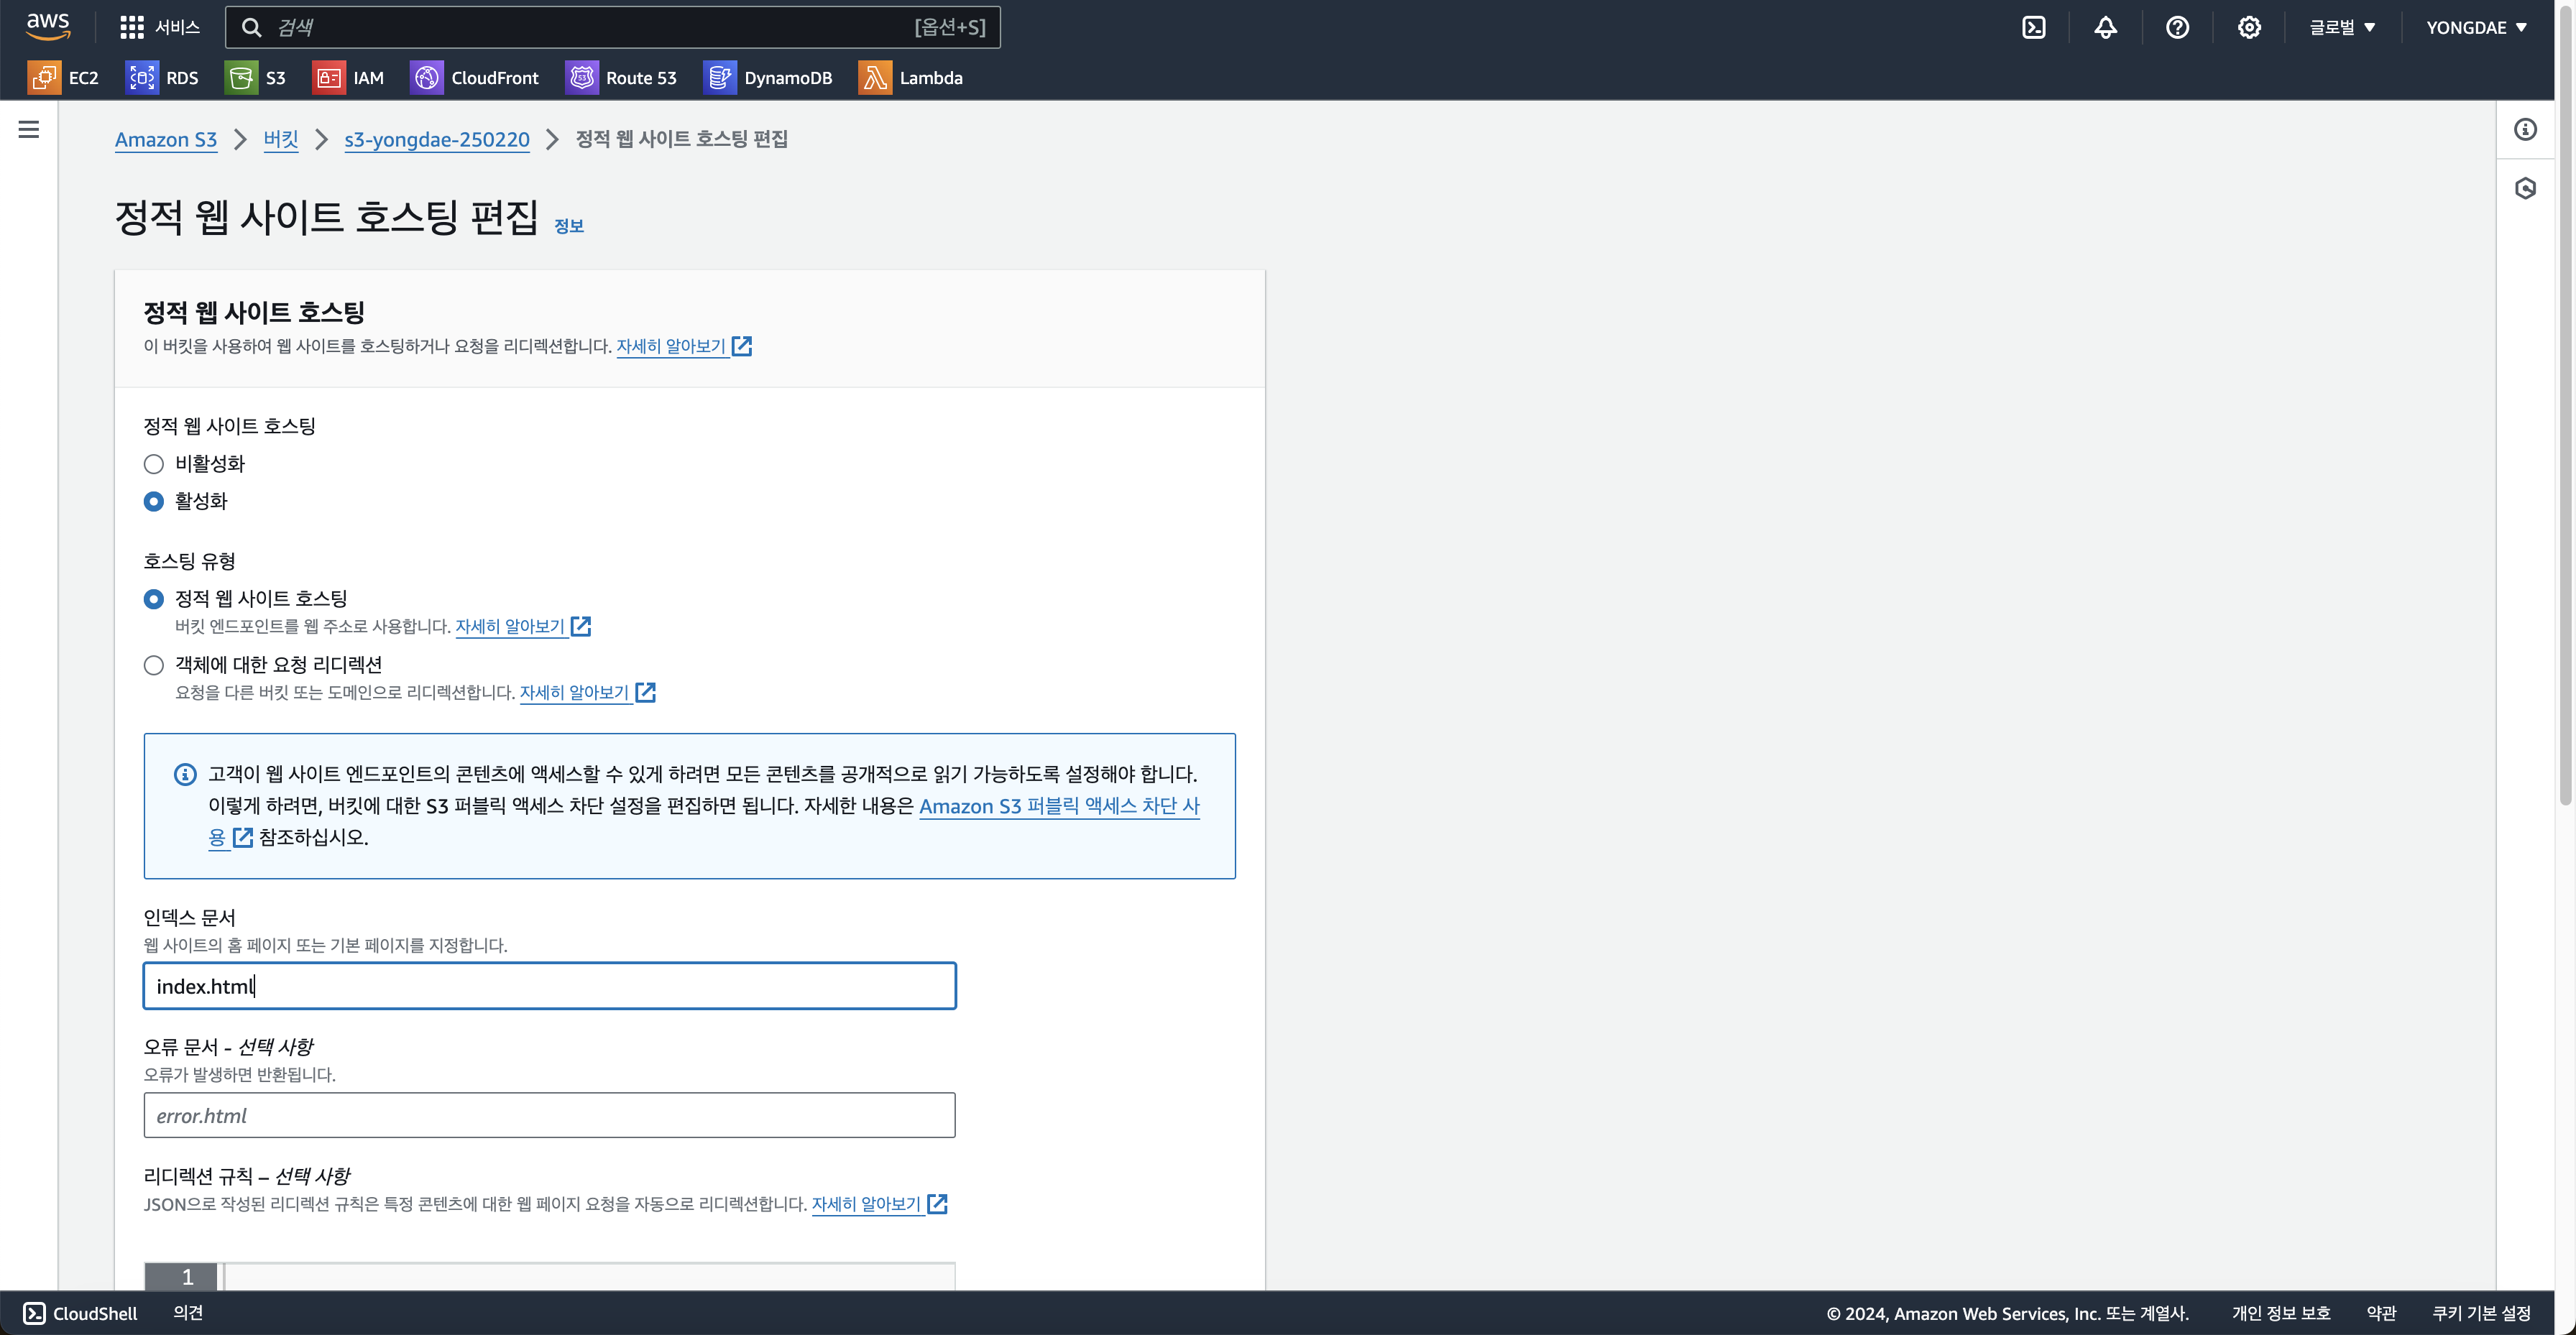 aws
서비스
검색
[옵션+S]
글로벌
YONGDAE
EC2
RDS
S3
IAM
CloudFront
Route 53
DynamoDB
Lambda
Amazon S3
버킷
s3-yongdae-250220
정적 웹 사이트 호스팅 편집
정적 웹 사이트 호스팅 편집 정보
정적 웹 사이트 호스팅
이 버킷을 사용하여 웹 사이트를 호스팅하거나 요청을 리디렉션합니다. 자세히 알아보기
정적 웹 사이트 호스팅
비활성화
활성화
호스팅 유형
정적 웹 사이트 호스팅
버킷 엔드포인트를 웹 주소로 사용합니다. 자세히 알아보기
객체에 대한 요청 리디렉션
요청을 다른 버킷 또는 도메인으로 리디렉션합니다. 자세히 알아보기
고객이 웹 사이트 엔드포인트의 콘텐츠에 액세스할 수 있게 하려면 모든 콘텐츠를 공개적으로 읽기 가능하도록 설정해야 합니다.
이렇게 하려면, 버킷에 대한 S3 퍼블릭 액세스 차단 설정을 편집하면 됩니다. 자세한 내용은 Amazon S3 퍼블릭 액세스 차단 사
용 참조하십시오.
인덱스 문서
웹 사이트의 홈 페이지 또는 기본 페이지를 지정합니다.
index.html
오류 문서 - 선택 사항
오류가 발생하면 반환됩니다.
error.html
리디렉션 규칙 – 선택 사항
JSON으로 작성된 리디렉션 규칙은 특정 콘텐츠에 대한 웹 페이지 요청을 자동으로 리디렉션합니다. 자세히 알아보기
1
CloudShell
의견
© 2024, Amazon Web Services, Inc. 또는 계열사.
개인 정보 보호
약관
쿠키 기본 설정